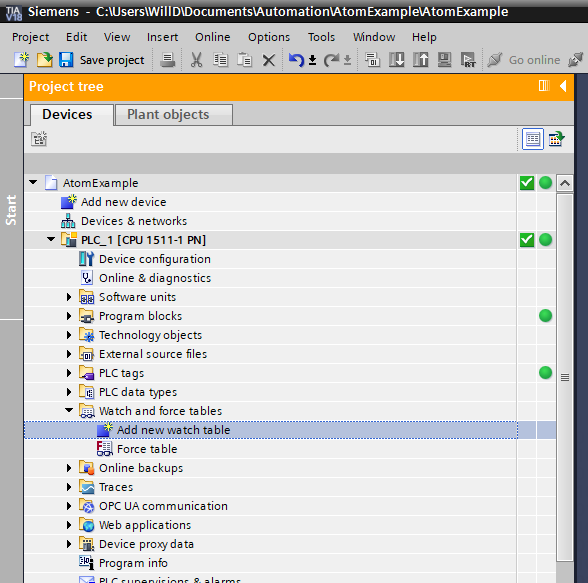 TIA V18 Siemens - C:\Users\WillD\Documents\Automation\AtomExample\AtomExample
Project Edit View Insert Online Options Tools Window Help
Save project Go online
Project tree
Devices Plant objects
Start
AtomExample
Add new device
Devices & networks
PLC_1 [CPU 1511-1 PN]
Device configuration
Online & diagnostics
Software units
Program blocks
Technology objects
External source files
PLC tags
PLC data types
Watch and force tables
Add new watch table
Force table
Online backups
Traces
OPC UA communication
Web applications
Device proxy data
Program info
PLC supervisions & alarms